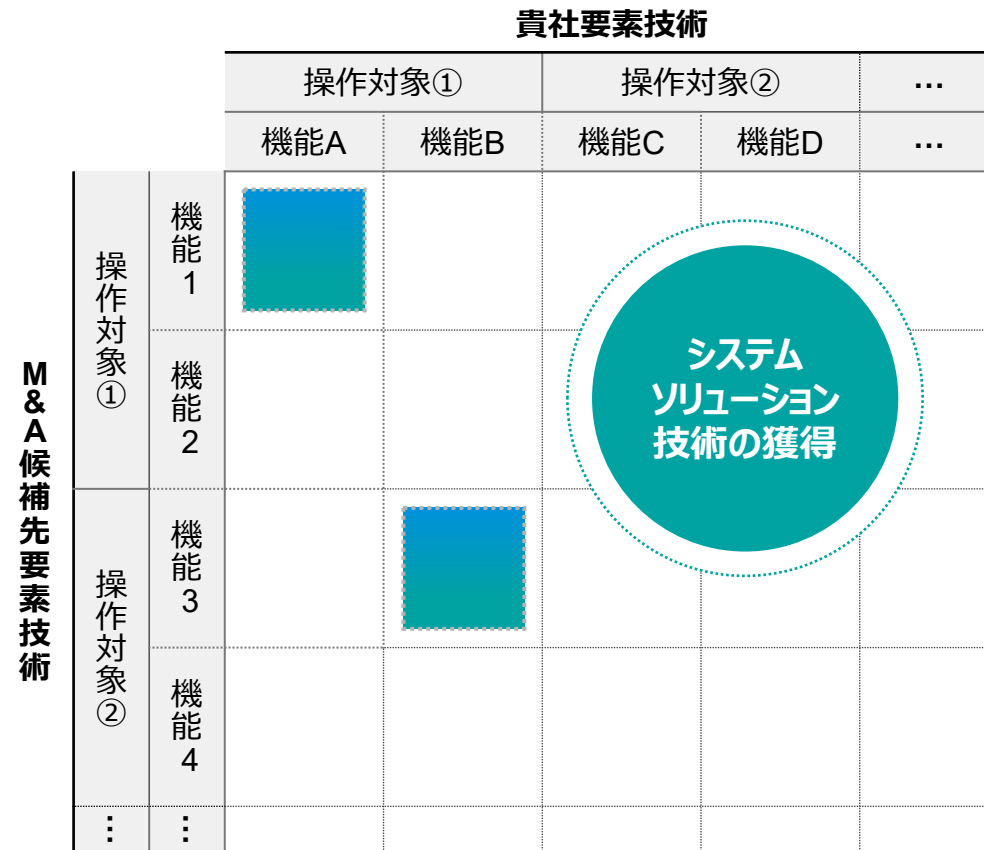 貴社要素技術
操作対象① 操作対象② …
機能A 機能B 機能C 機能D …
M&A候補先要素技術
操作対象①
機能1
機能2
システム
ソリューション
技術の獲得
操作対象②
機能3
機能4
⋮ ⋮